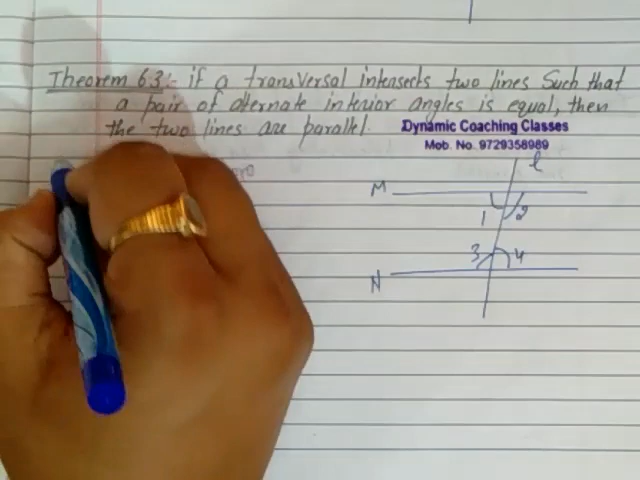 Theorem 6.3:- if a transversal intersects two lines Such that
a pair of alternate interior angles is equal, then
the two lines are parallel.
Dynamic Coaching Classes
Mob. No. 9729358989
l
M
1 2
3 4
N